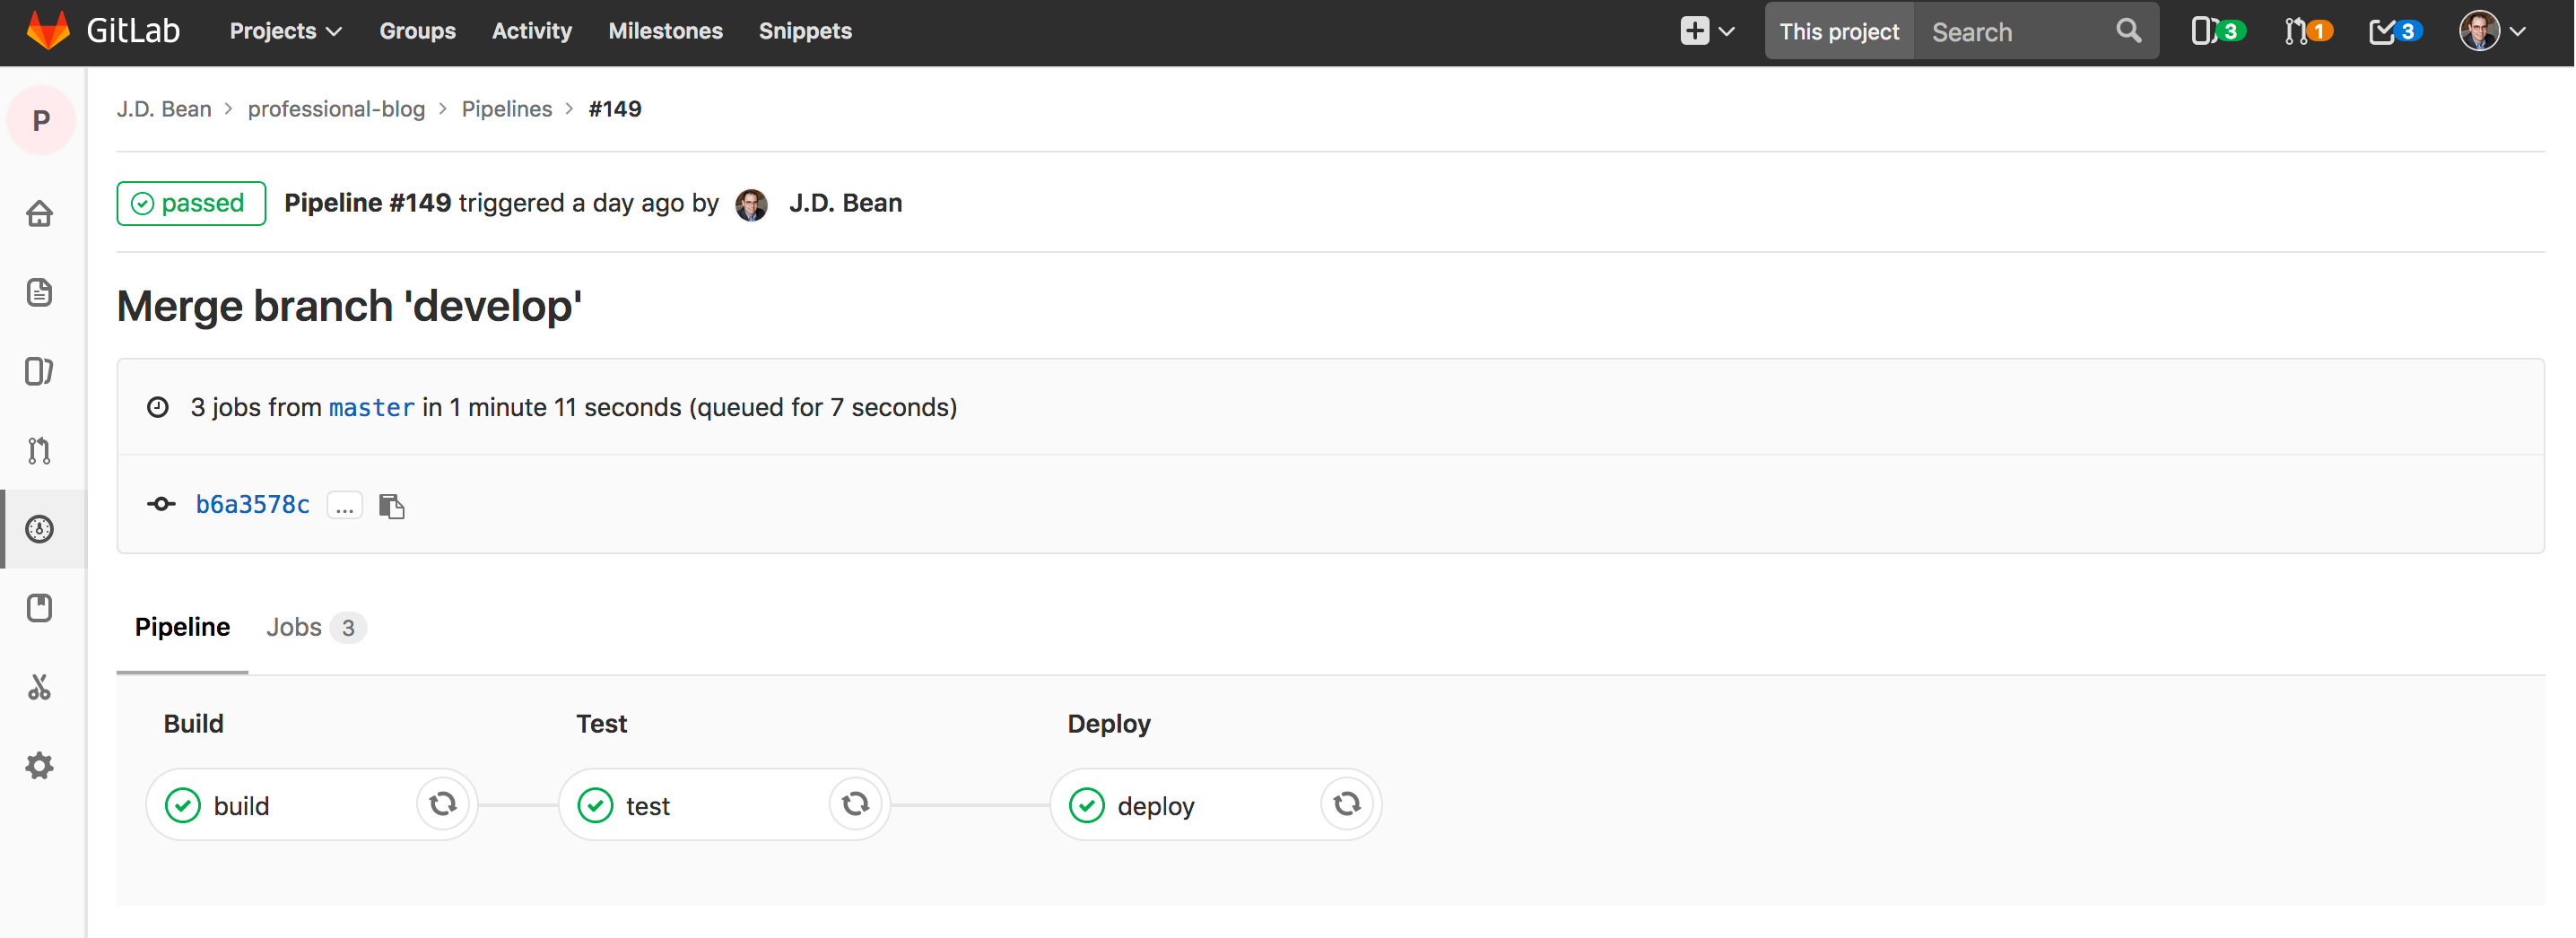 GitLab Projects Groups Activity Milestones Snippets This project Search 3 1 3
P
J.D. Bean > professional-blog > Pipelines > #149
passed Pipeline #149 triggered a day ago by J.D. Bean
Merge branch 'develop'
3 jobs from master in 1 minute 11 seconds (queued for 7 seconds)
b6a3578c ...
Pipeline Jobs 3
Build Test Deploy
build test deploy